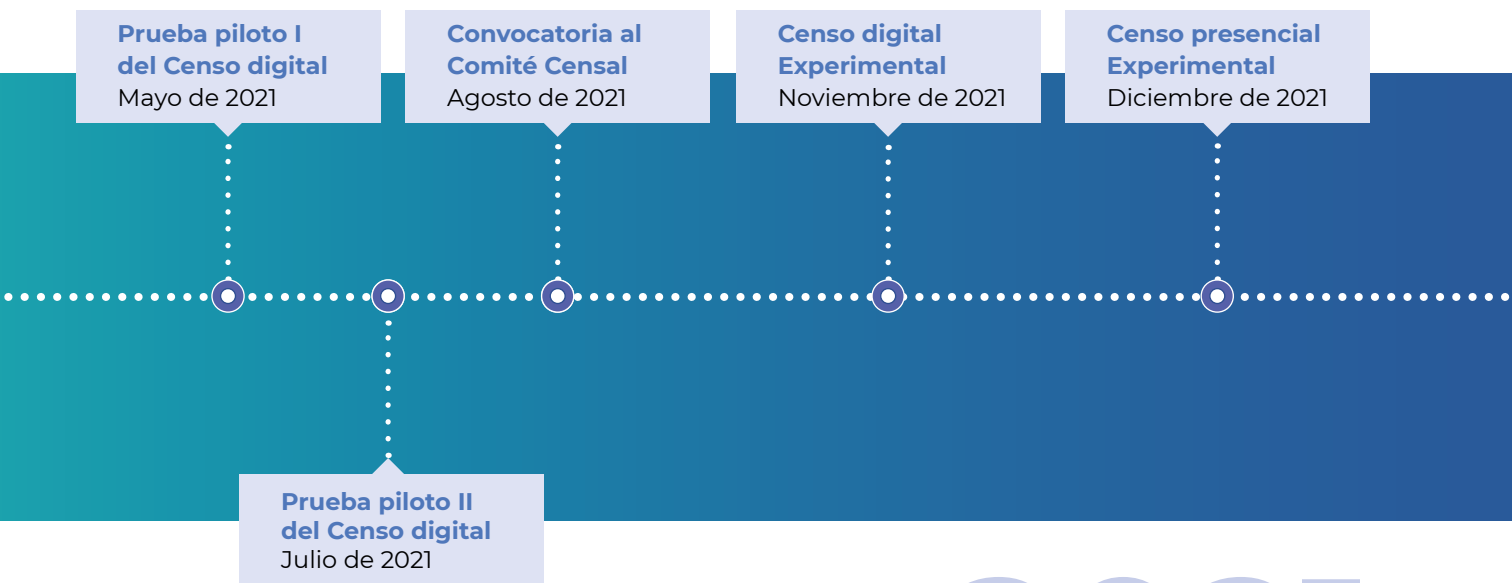 Prueba piloto I
del Censo digital
Mayo de 2021
Convocatoria al
Comité Censal
Agosto de 2021
Censo digital
Experimental
Noviembre de 2021
Censo presencial
Experimental
Diciembre de 2021
Prueba piloto II
del Censo digital
Julio de 2021